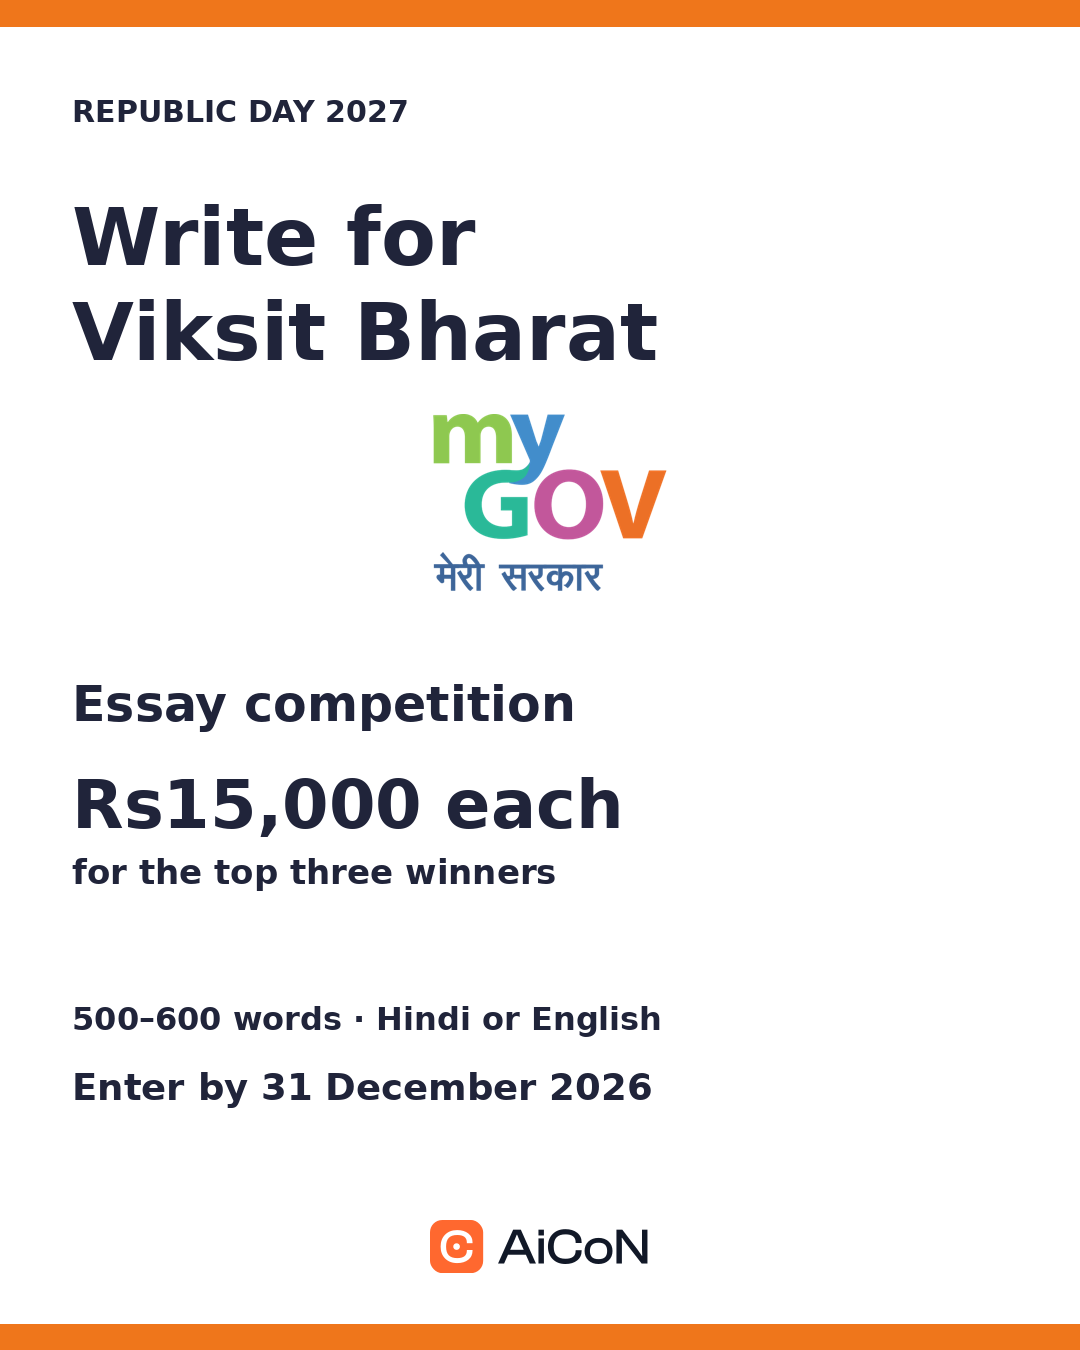 REPUBLIC DAY 2027
Write for
Viksit Bharat
my
GOV
मेरी सरकार
Essay competition
Rs15,000 each
for the top three winners
500–600 words · Hindi or English
Enter by 31 December 2026
AiCoN